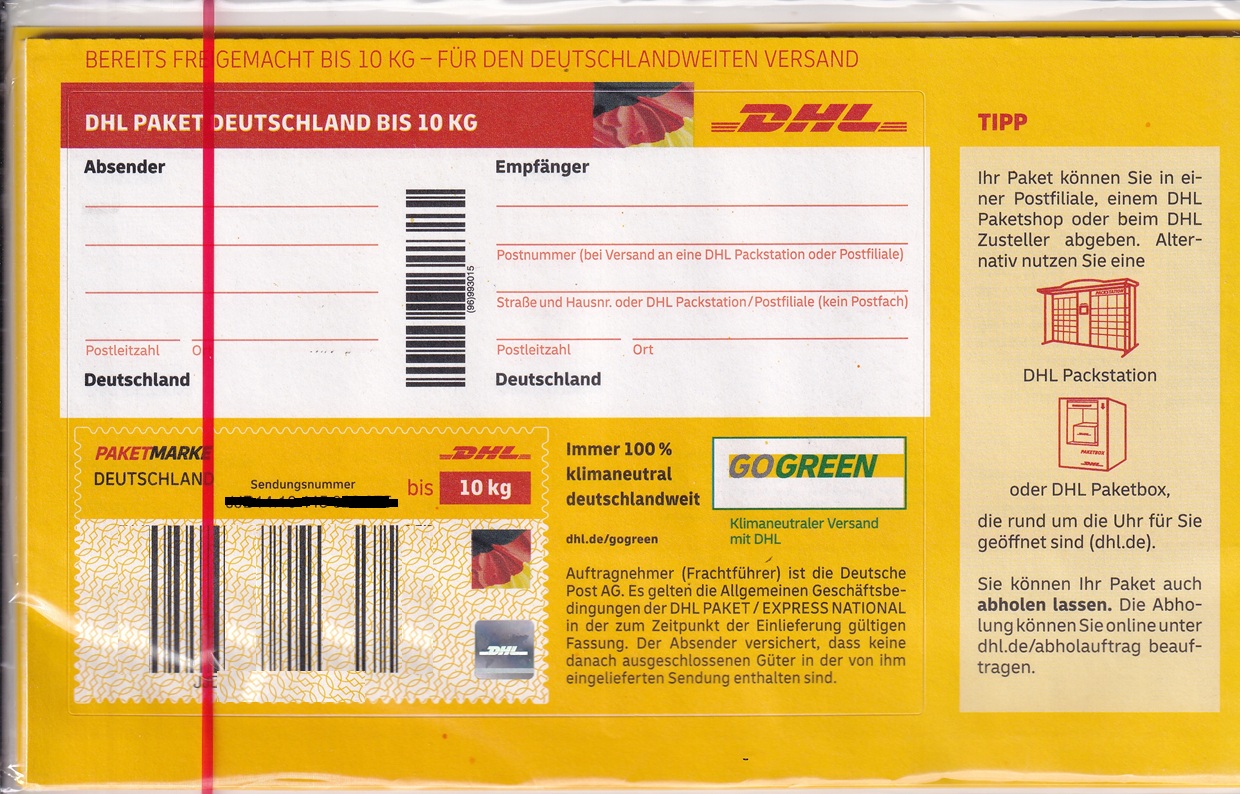 BEREITS FREIGEMACHT BIS 10 KG – FÜR DEN DEUTSCHLANDWEITEN VERSAND
DHL PAKET DEUTSCHLAND BIS 10 KG
DHL
Absender
Postleitzahl Ort
Deutschland
(96)993015
Empfänger
Postnummer (bei Versand an eine DHL Packstation oder Postfiliale)
Straße und Hausnr. oder DHL Packstation/Postfiliale (kein Postfach)
Postleitzahl Ort
Deutschland
PAKETMARKE
DEUTSCHLAND
DHL
Sendungsnummer
bis 10 kg
DHL
Immer 100 %
klimaneutral
deutschlandweit
dhl.de/gogreen
GOGREEN
Klimaneutraler Versand
mit DHL
Auftragnehmer (Frachtführer) ist die Deutsche
Post AG. Es gelten die Allgemeinen Geschäftsbe-
dingungen der DHL PAKET / EXPRESS NATIONAL
in der zum Zeitpunkt der Einlieferung gültigen
Fassung. Der Absender versichert, dass keine
danach ausgeschlossenen Güter in der von ihm
eingelieferten Sendung enthalten sind.
TIPP
Ihr Paket können Sie in ei-
ner Postfiliale, einem DHL
Paketshop oder beim DHL
Zusteller abgeben. Alter-
nativ nutzen Sie eine
PACKSTATION
DHL Packstation
PAKETBOX
DHL
oder DHL Paketbox,
die rund um die Uhr für Sie
geöffnet sind (dhl.de).
Sie können Ihr Paket auch
abholen lassen. Die Abho-
lung können Sie online unter
dhl.de/abholauftrag beauf-
tragen.